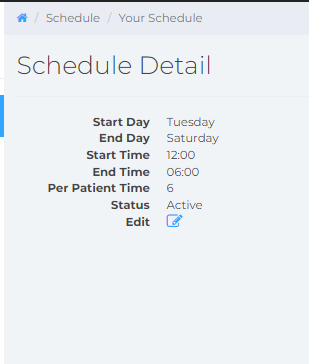 / Schedule / Your Schedule
Schedule Detail
Start Day Tuesday
End Day Saturday
Start Time 12:00
End Time 06:00
Per Patient Time 6
Status Active
Edit